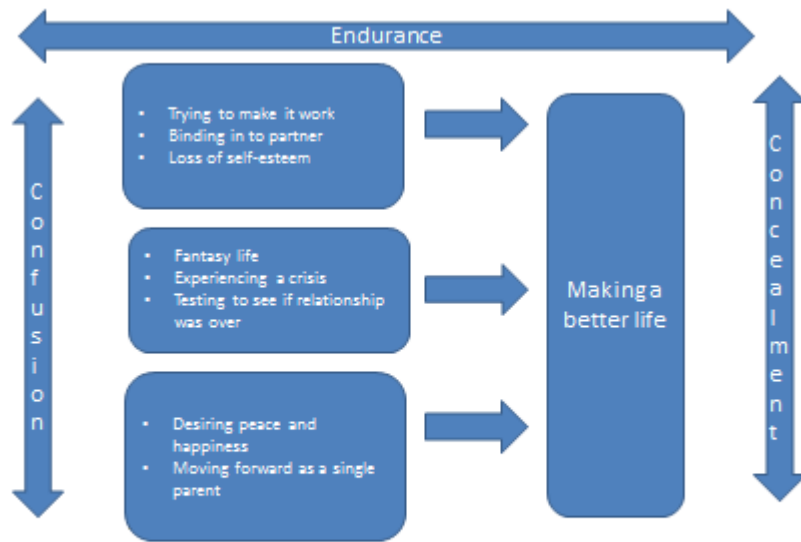 Endurance
Confusion
▪ Trying to make it work
▪ Binding in to partner
▪ Loss of self-esteem
▪ Fantasy life
▪ Experiencing a crisis
▪ Testing to see if relationship
was over
▪ Desiring peace and
happiness
▪ Moving forward as a single
parent
Making a
better life
Concealment